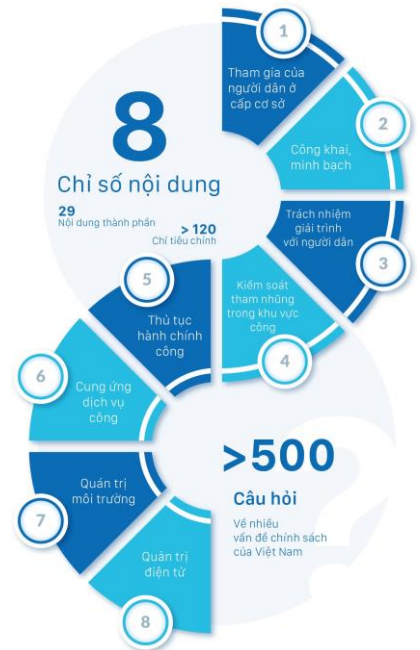 1
Tham gia của
người dân ở
cấp cơ sở
2
Công khai,
minh bạch
8
Chỉ số nội dung
29
Nội dung thành phần
> 120
Chỉ tiêu chính
Trách nhiệm
giải trình
với người dân
3
Kiểm soát
tham nhũng
trong khu vực
công
4
5
Thủ tục
hành chính
công
6
Cung ứng
dịch vụ
công
>500
Câu hỏi
Về nhiều
vấn đề chính sách
của Việt Nam
Quản trị
môi trường
7
Quản trị
điện tử
8